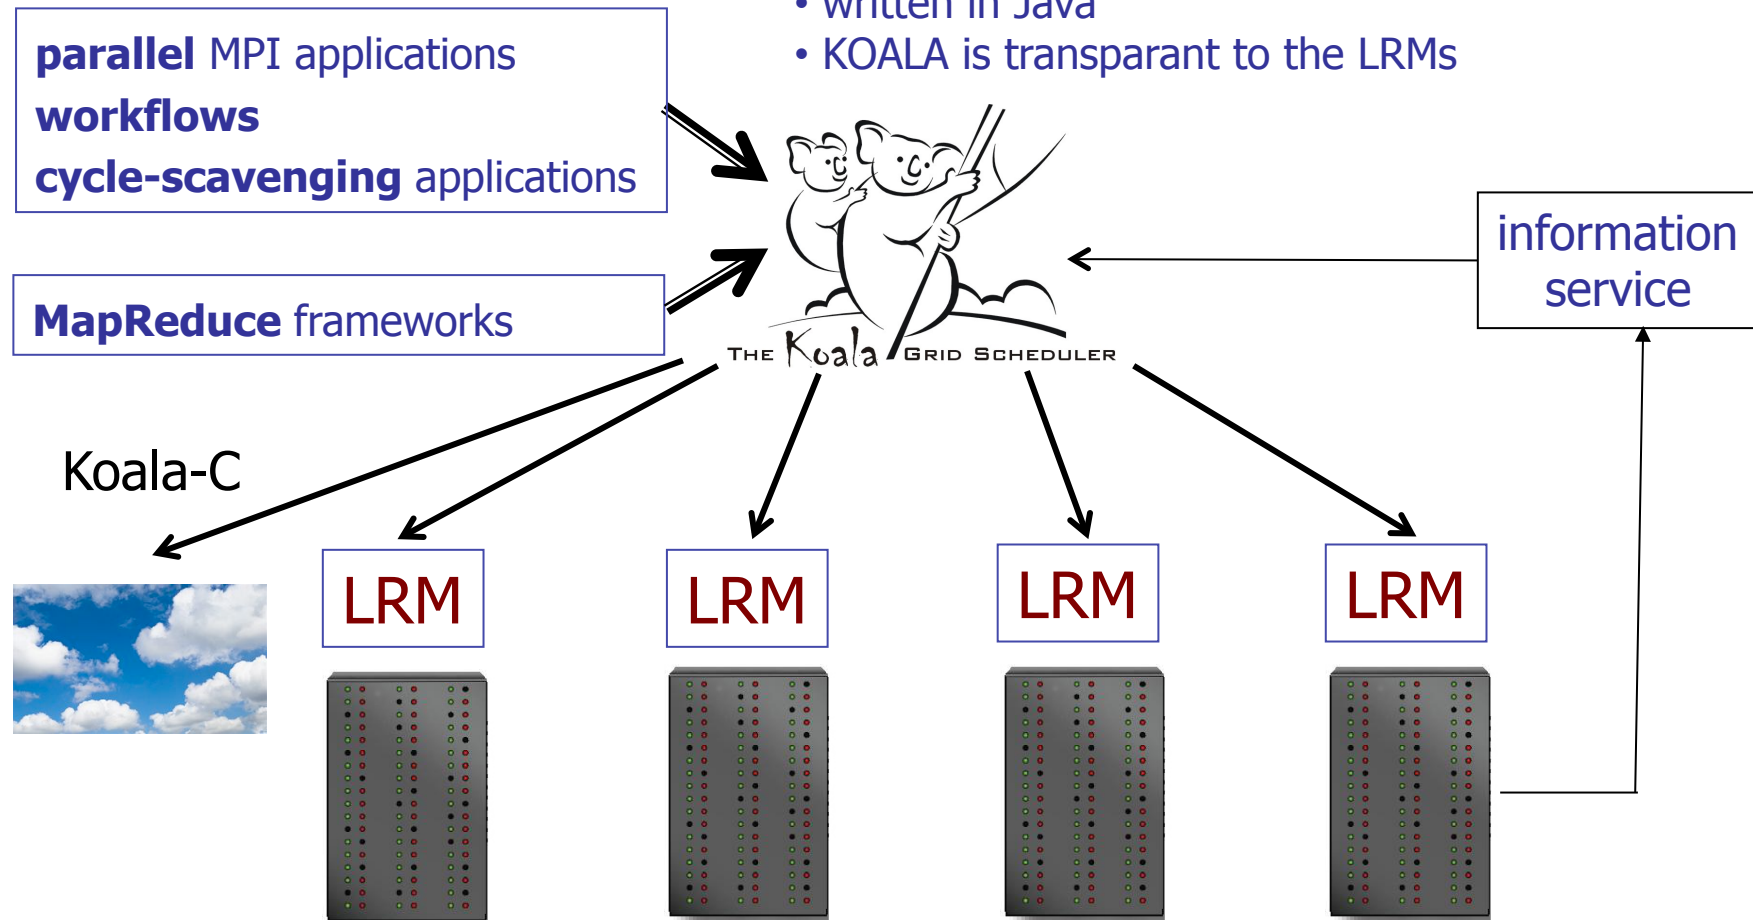 • written in Java
• KOALA is transparant to the LRMs
parallel MPI applications
workflows
cycle-scavenging applications
MapReduce frameworks
THE Koala GRID SCHEDULER
information
service
Koala-C
LRM
LRM
LRM
LRM